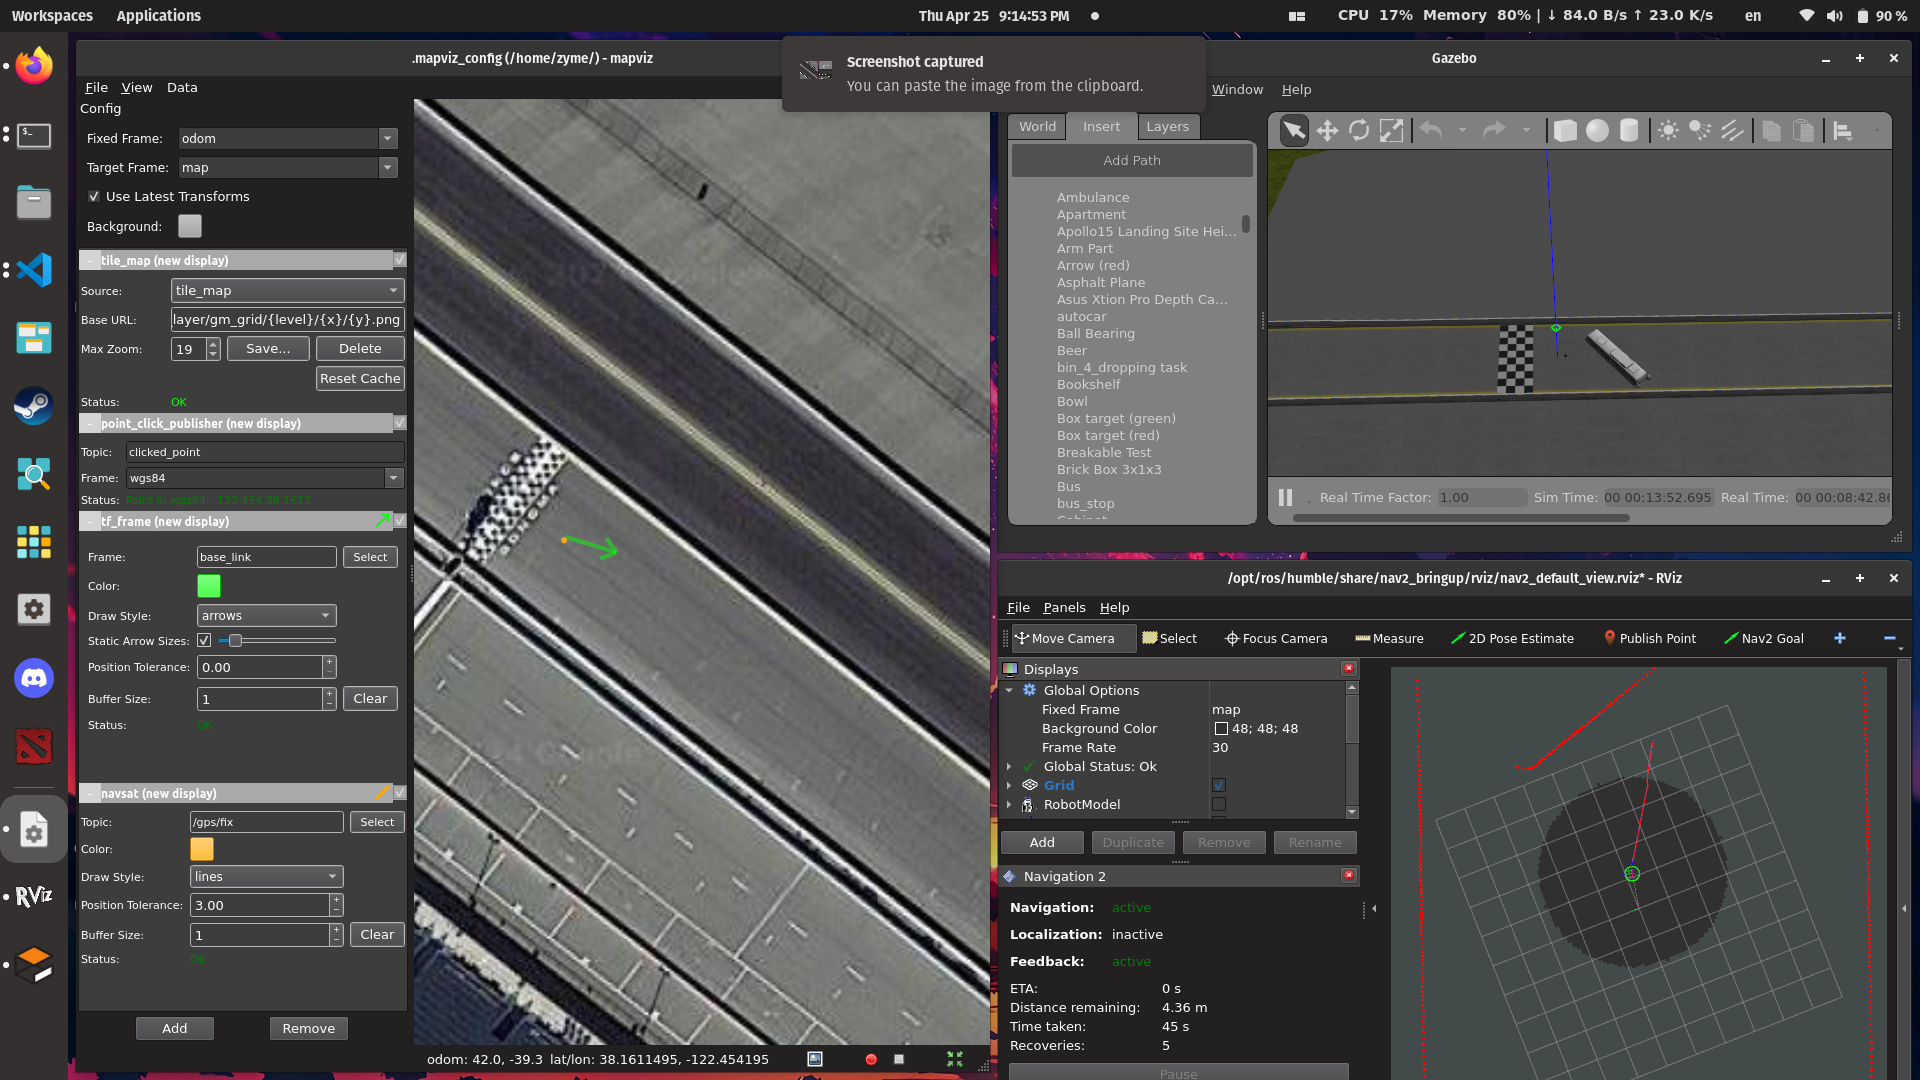 Workspaces Applications
Thu Apr 25 9:14:53 PM
CPU 17% Memory 80% | ↓ 84.0 B/s ↑ 23.0 K/s
en
90 %
.mapviz_config (/home/zyme/) - mapviz
File View Data
Config
Fixed Frame: odom
Target Frame: map
Use Latest Transforms
Background:
- tile_map (new display)
Source: tile_map
Base URL: layer/gm_grid/{level}/{x}/{y}.png
Max Zoom: 19 Save... Delete
Reset Cache
Status: OK
- point_click_publisher (new display)
Topic: clicked_point
Frame: wgs84
Status: Point in wgs84: -122.454,38.1611
- tf_frame (new display)
Frame: base_link Select
Color:
Draw Style: arrows
Static Arrow Sizes:
Position Tolerance: 0.00
Buffer Size: 1 Clear
Status: OK
- navsat (new display)
Topic: /gps/fix Select
Color:
Draw Style: lines
Position Tolerance: 3.00
Buffer Size: 1 Clear
Status: OK
Add Remove
odom: 42.0, -39.3 lat/lon: 38.1611495, -122.454195
Screenshot captured
You can paste the image from the clipboard.
Gazebo
Window Help
World Insert Layers
Add Path
Ambulance
Apartment
Apollo15 Landing Site Hei...
Arm Part
Arrow (red)
Asphalt Plane
Asus Xtion Pro Depth Ca...
autocar
Ball Bearing
Beer
bin_4_dropping task
Bookshelf
Bowl
Box target (green)
Box target (red)
Breakable Test
Brick Box 3x1x3
Bus
bus_stop
Real Time Factor: 1.00 Sim Time: 00 00:13:52.695 Real Time: 00 00:08:42.86
/opt/ros/humble/share/nav2_bringup/rviz/nav2_default_view.rviz* - RViz
File Panels Help
Move Camera Select Focus Camera Measure 2D Pose Estimate Publish Point Nav2 Goal
Displays
Global Options
Fixed Frame map
Background Color 48; 48; 48
Frame Rate 30
Global Status: Ok
Grid
RobotModel
Add Duplicate Remove Rename
Navigation 2
Navigation: active
Localization: inactive
Feedback: active
ETA: 0 s
Distance remaining: 4.36 m
Time taken: 45 s
Recoveries: 5
Pause
RViz